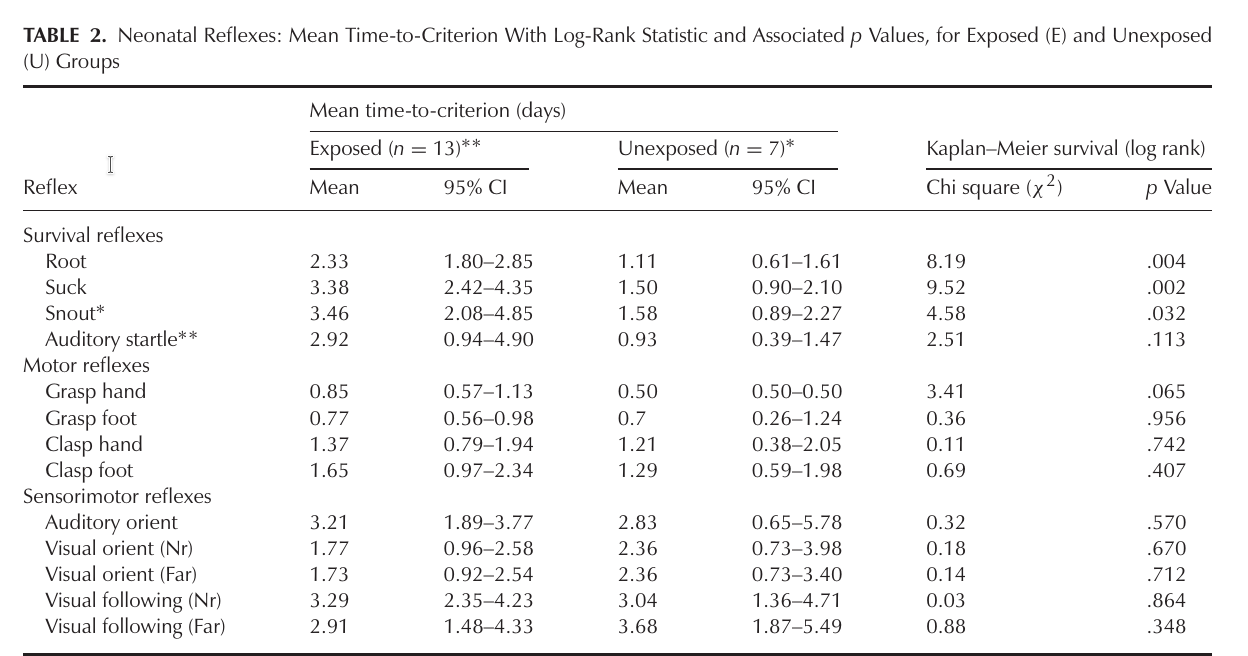 TABLE 2. Neonatal Reflexes: Mean Time-to-Criterion With Log-Rank Statistic and Associated p Values, for Exposed (E) and Unexposed
(U) Groups
Mean time-to-criterion (days)
Exposed (n = 13)** Unexposed (n = 7)* Kaplan–Meier survival (log rank)
Reflex Mean 95% CI Mean 95% CI Chi square (χ²) p Value
Survival reflexes
Root 2.33 1.80–2.85 1.11 0.61–1.61 8.19 .004
Suck 3.38 2.42–4.35 1.50 0.90–2.10 9.52 .002
Snout* 3.46 2.08–4.85 1.58 0.89–2.27 4.58 .032
Auditory startle** 2.92 0.94–4.90 0.93 0.39–1.47 2.51 .113
Motor reflexes
Grasp hand 0.85 0.57–1.13 0.50 0.50–0.50 3.41 .065
Grasp foot 0.77 0.56–0.98 0.7 0.26–1.24 0.36 .956
Clasp hand 1.37 0.79–1.94 1.21 0.38–2.05 0.11 .742
Clasp foot 1.65 0.97–2.34 1.29 0.59–1.98 0.69 .407
Sensorimotor reflexes
Auditory orient 3.21 1.89–3.77 2.83 0.65–5.78 0.32 .570
Visual orient (Nr) 1.77 0.96–2.58 2.36 0.73–3.98 0.18 .670
Visual orient (Far) 1.73 0.92–2.54 2.36 0.73–3.40 0.14 .712
Visual following (Nr) 3.29 2.35–4.23 3.04 1.36–4.71 0.03 .864
Visual following (Far) 2.91 1.48–4.33 3.68 1.87–5.49 0.88 .348